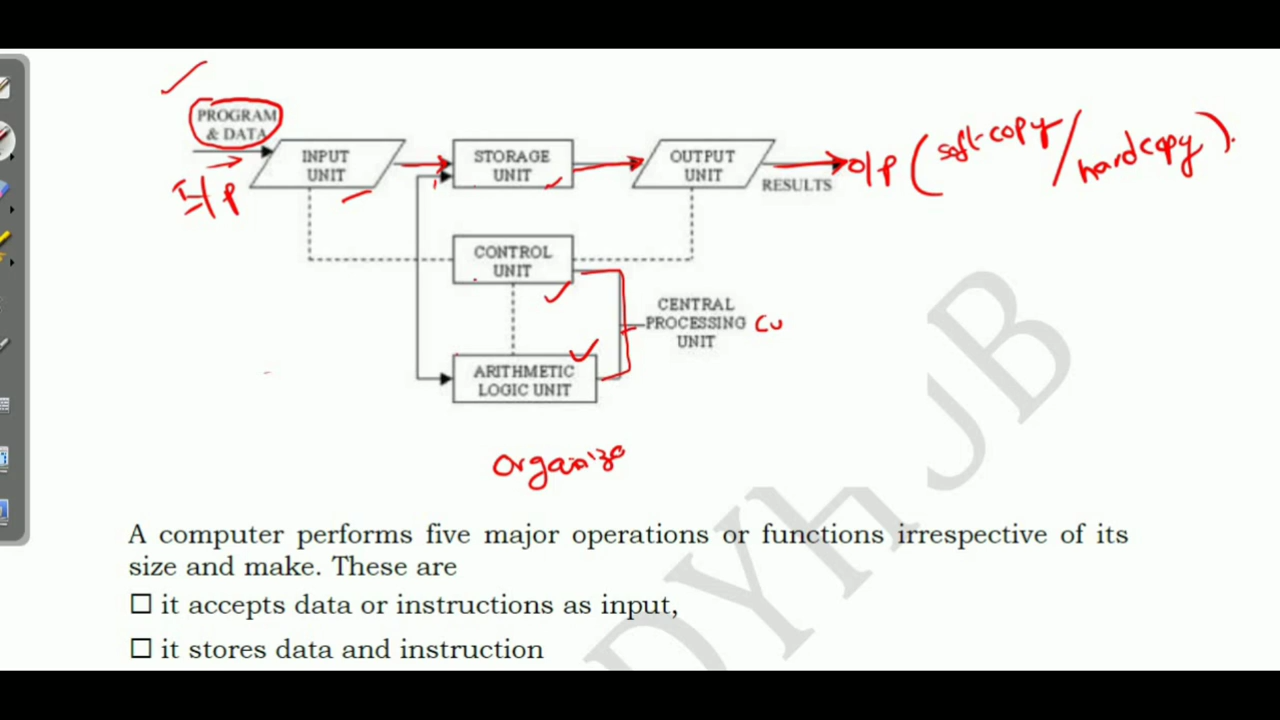 PROGRAM
& DATA
I/p
INPUT
UNIT
STORAGE
UNIT
OUTPUT
UNIT
RESULTS
O/P (soft-copy/hardcopy).
CONTROL
UNIT
CENTRAL
PROCESSING
UNIT
CU
ARITHMETIC
LOGIC UNIT
Organize
A computer performs five major operations or functions irrespective of its
size and make. These are
☐ it accepts data or instructions as input,
☐ it stores data and instruction
DYh JB